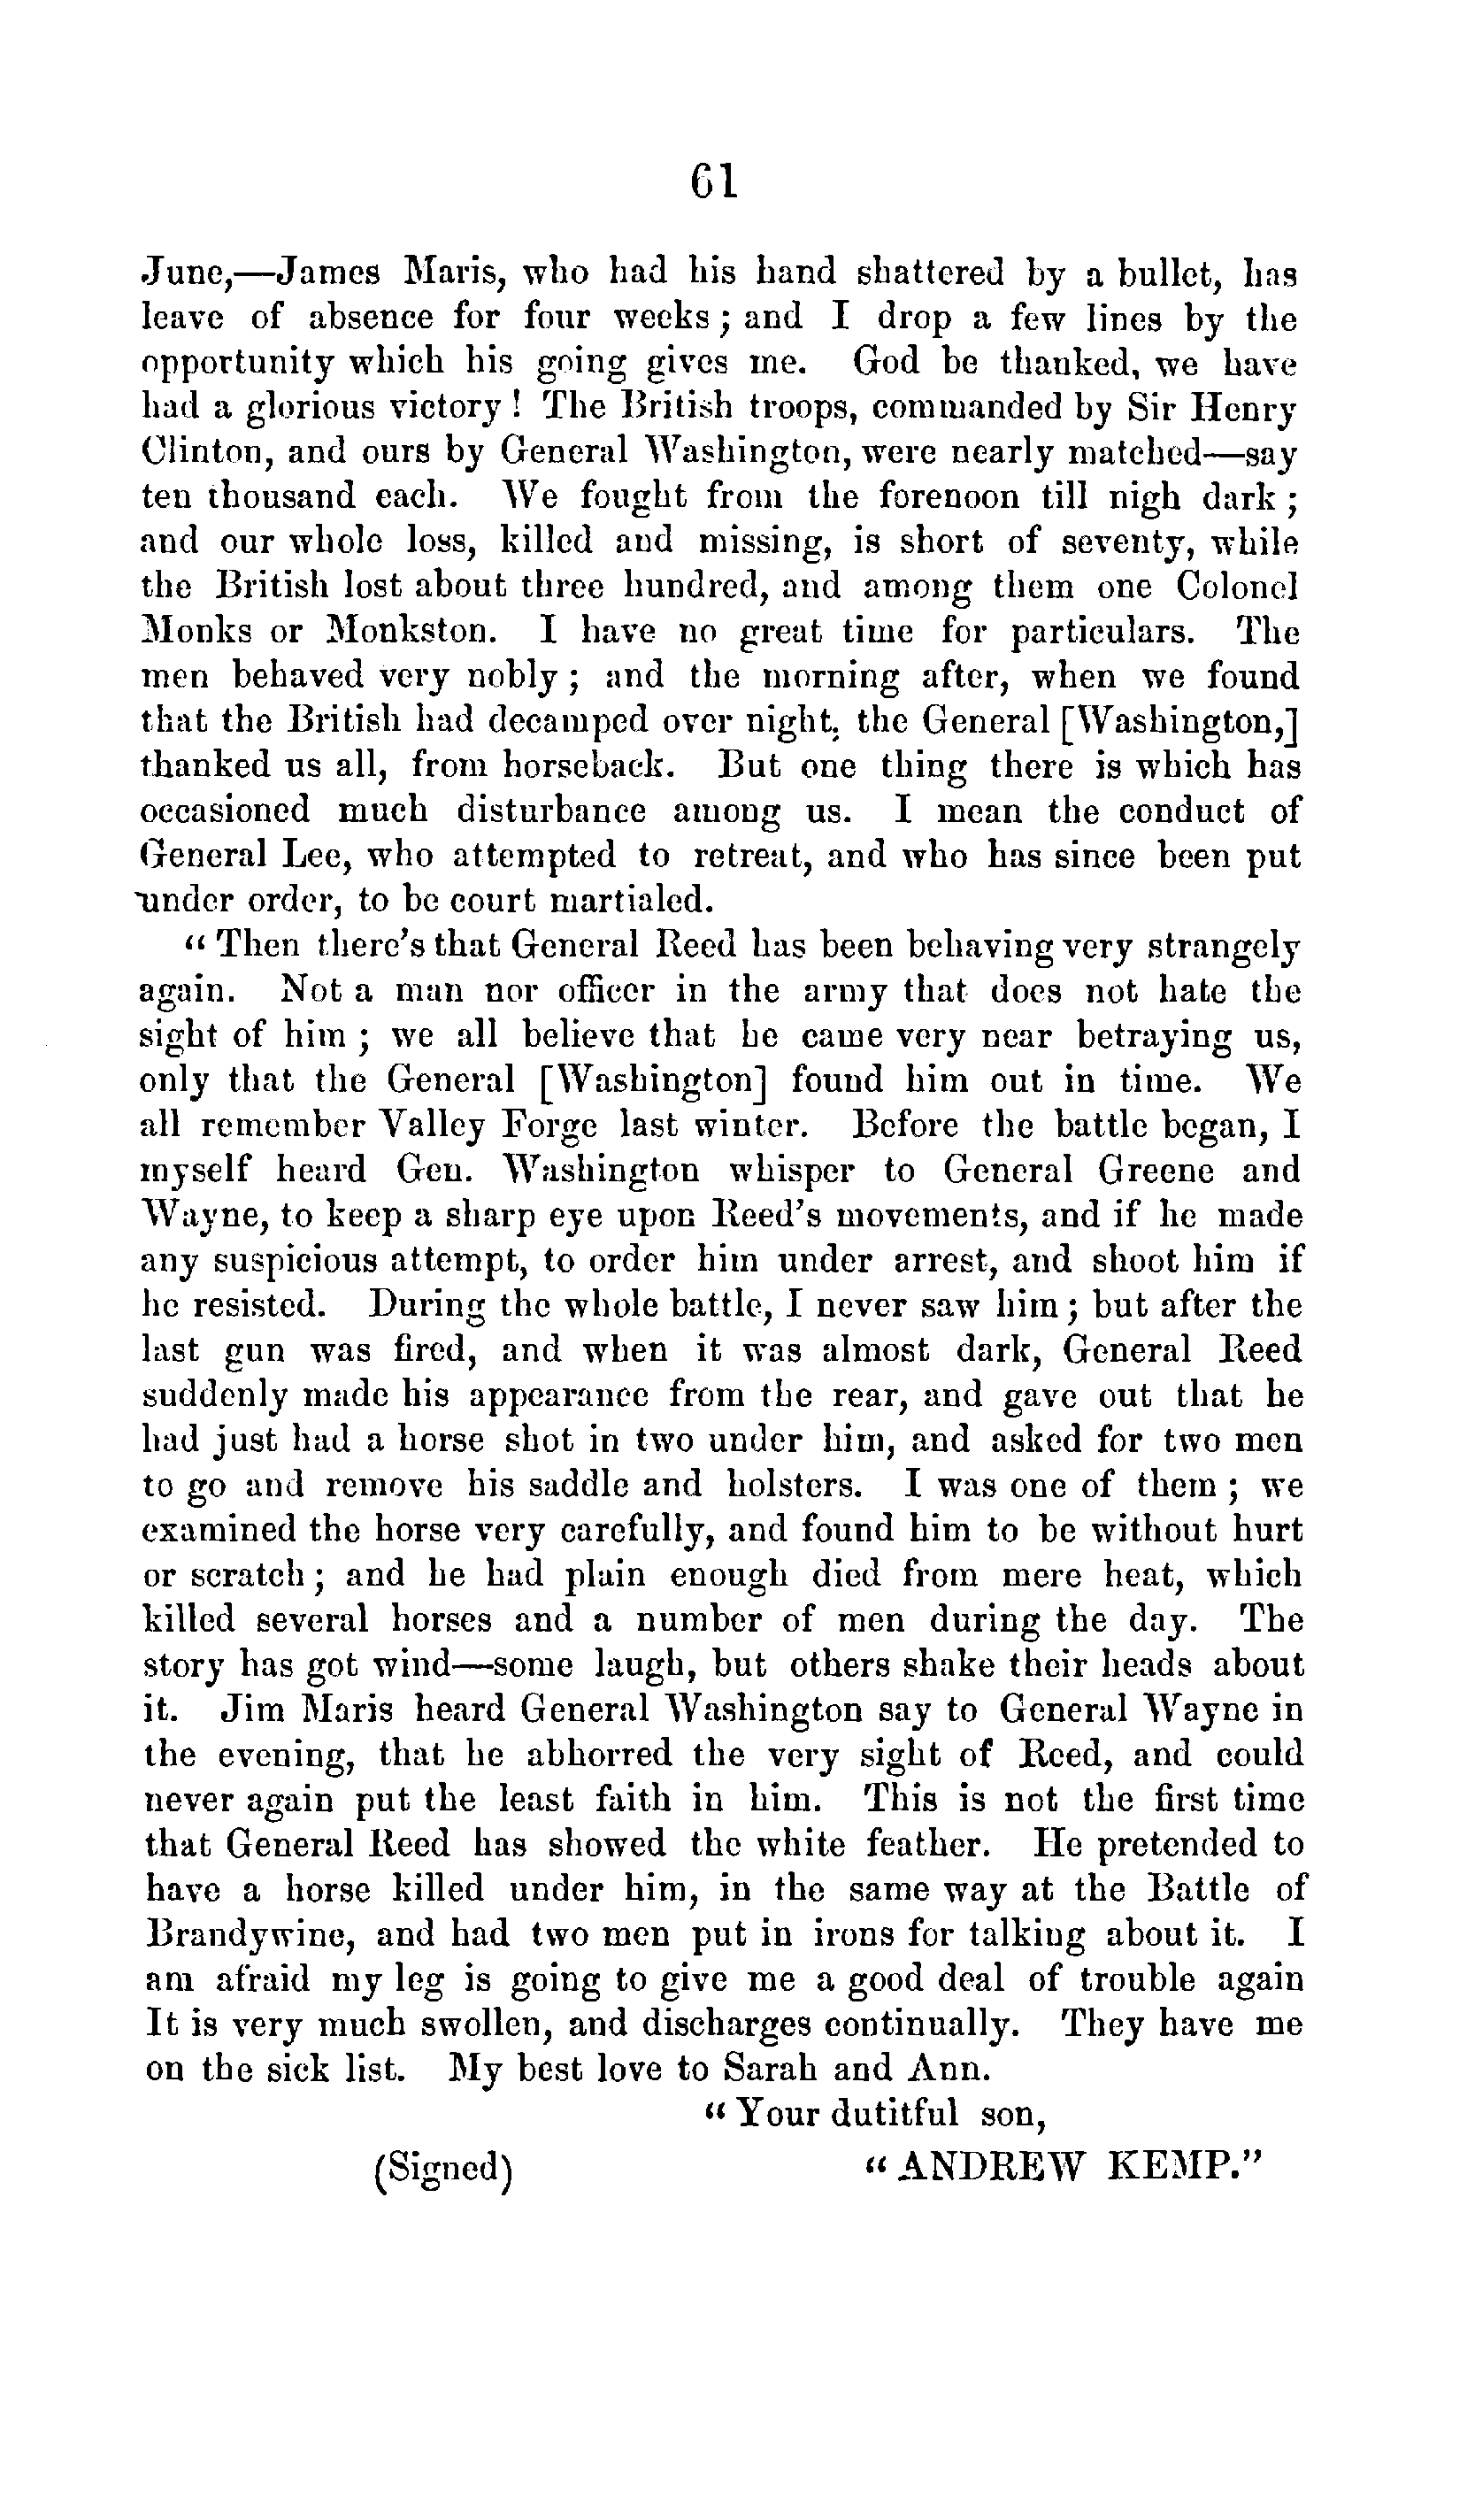 61
June,—James Maris, who had his hand shattered by a bullet, has
leave of absence for four weeks; and I drop a few lines by the
opportunity which his going gives me. God be thanked, we have
had a glorious victory! The British troops, commanded by Sir Henry
Clinton, and ours by General Washington, were nearly matched—say
ten thousand each. We fought from the forenoon till nigh dark;
and our whole loss, killed and missing, is short of seventy, while
the British lost about three hundred, and among them one Colonel
Monks or Monkston. I have no great time for particulars. The
men behaved very nobly; and the morning after, when we found
that the British had decamped over night, the General [Washington,]
thanked us all, from horseback. But one thing there is which has
occasioned much disturbance among us. I mean the conduct of
General Lee, who attempted to retreat, and who has since been put
under order, to be court martialed.
"Then there's that General Reed has been behaving very strangely
again. Not a man nor officer in the army that does not hate the
sight of him; we all believe that he came very near betraying us,
only that the General [Washington] found him out in time. We
all remember Valley Forge last winter. Before the battle began, I
myself heard Gen. Washington whisper to General Greene and
Wayne, to keep a sharp eye upon Reed's movements, and if he made
any suspicious attempt, to order him under arrest, and shoot him if
he resisted. During the whole battle, I never saw him; but after the
last gun was fired, and when it was almost dark, General Reed
suddenly made his appearance from the rear, and gave out that he
had just had a horse shot in two under him, and asked for two men
to go and remove his saddle and holsters. I was one of them; we
examined the horse very carefully, and found him to be without hurt
or scratch; and he had plain enough died from mere heat, which
killed several horses and a number of men during the day. The
story has got wind—some laugh, but others shake their heads about
it. Jim Maris heard General Washington say to General Wayne in
the evening, that he abhorred the very sight of Reed, and could
never again put the least faith in him. This is not the first time
that General Reed has showed the white feather. He pretended to
have a horse killed under him, in the same way at the Battle of
Brandywine, and had two men put in irons for talking about it. I
am afraid my leg is going to give me a good deal of trouble again
It is very much swollen, and discharges continually. They have me
on the sick list. My best love to Sarah and Ann.
"Your dutitful son,
(Signed) "ANDREW KEMP."